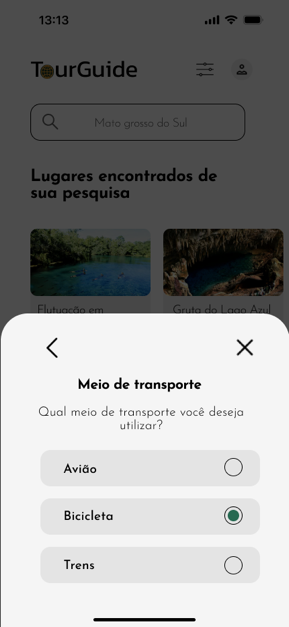 13:13
TourGuide
Mato grosso do Sul
Lugares encontrados de
sua pesquisa
Flutuação em
Gruta do Lago Azul
Meio de transporte
Qual meio de transporte você deseja
utilizar?
Avião
Bicicleta
Trens